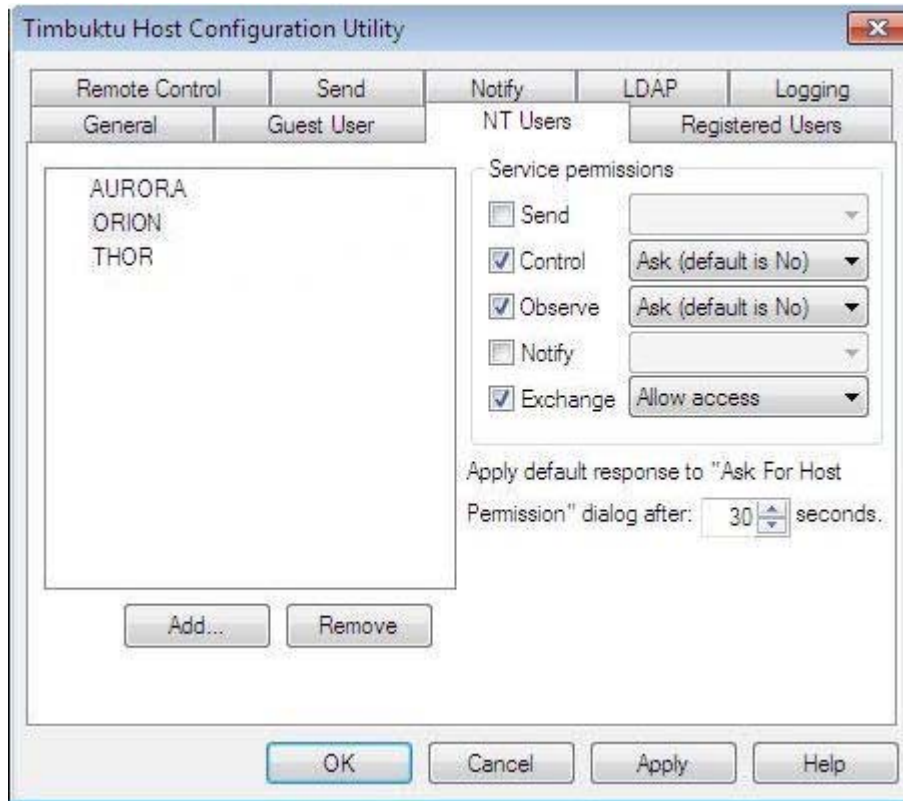 Timbuktu Host Configuration Utility
Remote Control Send Notify LDAP Logging
General Guest User NT Users Registered Users
AURORA
ORION
THOR
Service permissions
Send
Control Ask (default is No)
Observe Ask (default is No)
Notify
Exchange Allow access
Apply default response to "Ask For Host
Permission" dialog after: 30 seconds.
Add... Remove
OK Cancel Apply Help